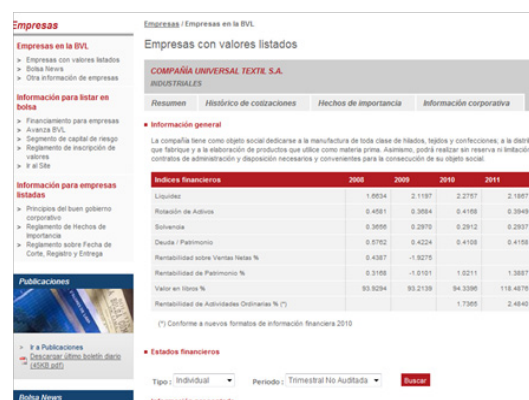 Empresas
Empresas en la BVL
> Empresas con valores listados
> Bolsa News
> Otra información de empresas
Información para listar en
bolsa
> Financiamiento para empresas
> Avanza BVL
> Segmento de capital de riesgo
> Reglamento de inscripción de
valores
> Ir al Site
Información para empresas
listadas
> Principios del buen gobierno
corporativo
> Reglamento de Hechos de
Importancia
> Reglamento sobre Fecha de
Corte, Registro y Entrega
Publicaciones
> Ir a Publicaciones
Descargar último boletín diario
(45KB pdf)
Bolsa News
Empresas / Empresas en la BVL
Empresas con valores listados
COMPAÑÍA UNIVERSAL TEXTIL S.A.
INDUSTRIALES
Resumen Histórico de cotizaciones Hechos de importancia Información corporativa
Información general
La compañía tiene como objeto social dedicarse a la manufactura de toda clase de hilados, tejidos y confecciones, a la distri
que fabrique y a la elaboración de productos que utilice como materia prima. Asimismo, podrá realizar sin reserva ni limitación
contratos de administración y disposición necesarios y convenientes para la consecución de su objeto social.
Indices financieros 2008 2009 2010 2011
Liquidez 1.6634 2.1197 2.2757 2.1867
Rotación de Activos 0.4581 0.3684 0.4168 0.3949
Solvencia 0.3656 0.2970 0.2912 0.2937
Deuda / Patrimonio 0.5762 0.4224 0.4108 0.4158
Rentabilidad sobre Ventas Netas % 0.4387 -1.9275
Rentabilidad de Patrimonio % 0.3168 -1.0101 1.0211 1.3887
Valor en libros % 93.9294 93.2139 94.3396 118.4876
Rentabilidad de Actividades Ordinarias % (*) 1.7365 2.4848
(*) Conforme a nuevos formatos de información financiera 2010
Estados financieros
Tipo : Individual Periodo : Trimestral No Auditada Buscar